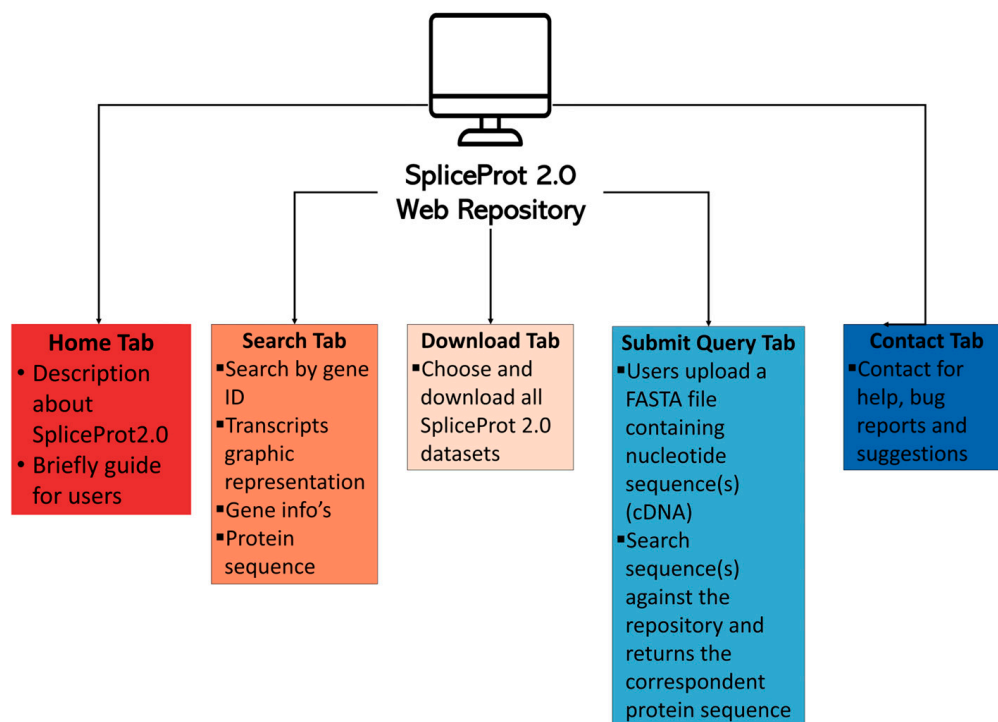 SpliceProt 2.0
Web Repository
Home Tab
• Description
about
SpliceProt2.0
• Briefly guide
for users
Search Tab
▪Search by gene
ID
▪Transcripts
graphic
representation
▪Gene info's
▪Protein
sequence
Download Tab
▪Choose and
download all
SpliceProt 2.0
datasets
Submit Query Tab
▪Users upload a
FASTA file
containing
nucleotide
sequence(s)
(cDNA)
▪Search
sequence(s)
against the
repository and
returns the
correspondent
protein sequence
Contact Tab
▪Contact for
help, bug
reports and
suggestions